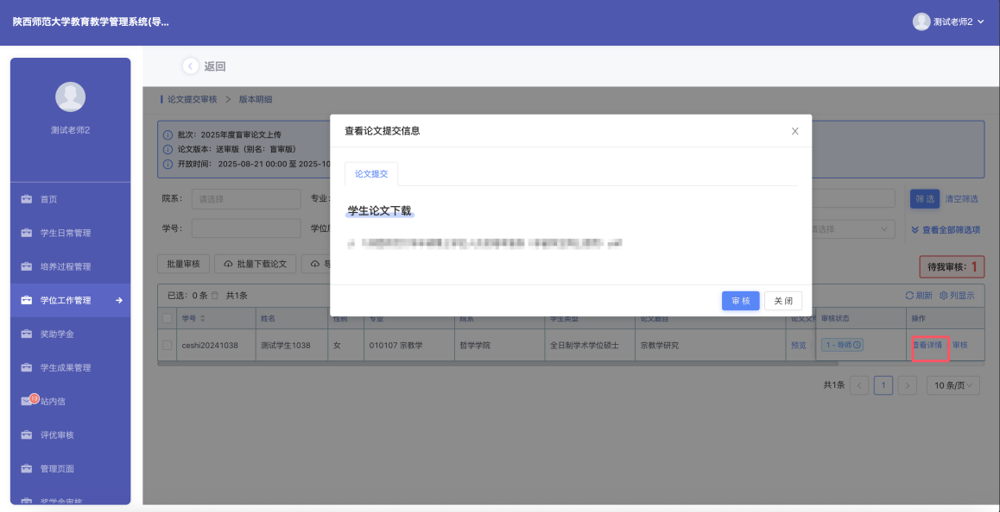 陕西师范大学教育教学管理系统(导...
测试老师2
返回
测试老师2
首页
学生日常管理
培养过程管理
学位工作管理
奖助学金
学生成果管理
13
站内信
评优审核
管理页面
奖学金审核
论文提交审核 > 版本明细
批次：2025年度盲审论文上传
论文版本：送审版（别名：盲审版）
开放时间： 2025-08-21 00:00 至 2025-10
院系： 请选择 专业：
筛 选 清空筛选
学号： 学位
请选择
查看全部筛选项
批量审核 批量下载论文
待我审核：1
已选：0 条 共1条
刷新 列显示
学号 姓名 性别 专业 院系 学生类型 论文题目 论文文件 审核状态 操作
ceshi20241038 测试学生1038 女 010107 宗教学 哲学学院 全日制学术学位硕士 宗教学研究 预览 1 - 导师 查看详情 审核
共1条 < 1 > 10 条/页
查看论文提交信息
论文提交
学生论文下载
审 核 关 闭